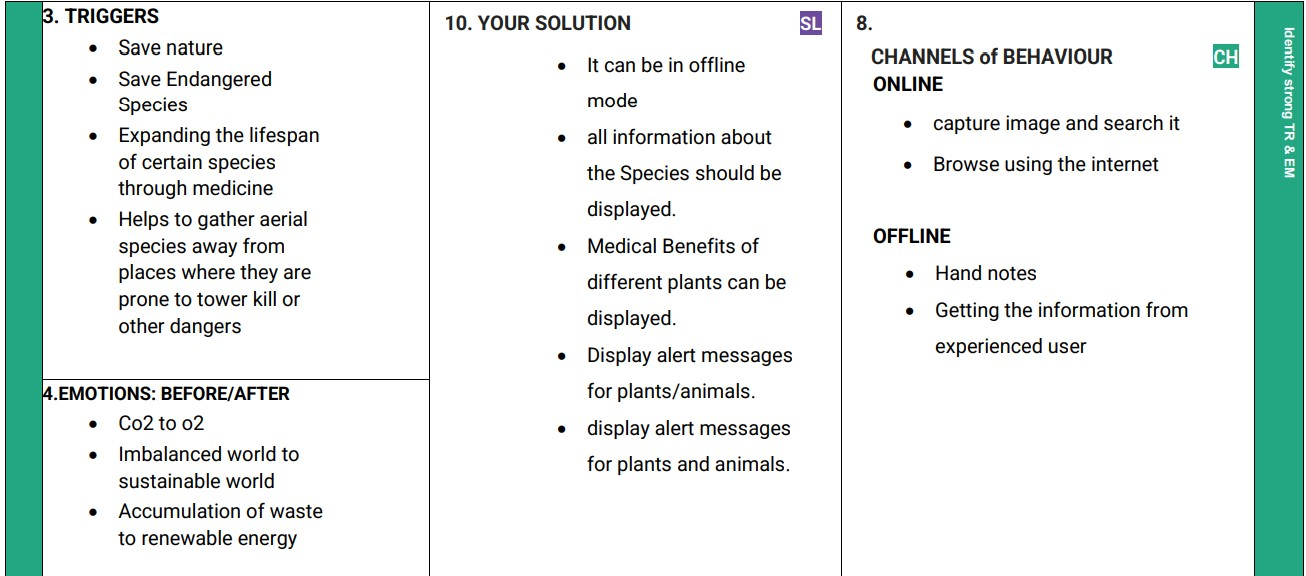 3. TRIGGERS
• Save nature
• Save Endangered
Species
• Expanding the lifespan
of certain species
through medicine
• Helps to gather aerial
species away from
places where they are
prone to tower kill or
other dangers
4.EMOTIONS: BEFORE/AFTER
• Co2 to o2
• Imbalanced world to
sustainable world
• Accumulation of waste
to renewable energy
10. YOUR SOLUTION
SL
• It can be in offline
mode
• all information about
the Species should be
displayed.
• Medical Benefits of
different plants can be
displayed.
• Display alert messages
for plants/animals.
• display alert messages
for plants and animals.
8.
CHANNELS of BEHAVIOUR
CH
ONLINE
• capture image and search it
• Browse using the internet
OFFLINE
• Hand notes
• Getting the information from
experienced user
Identify strong TR & EM